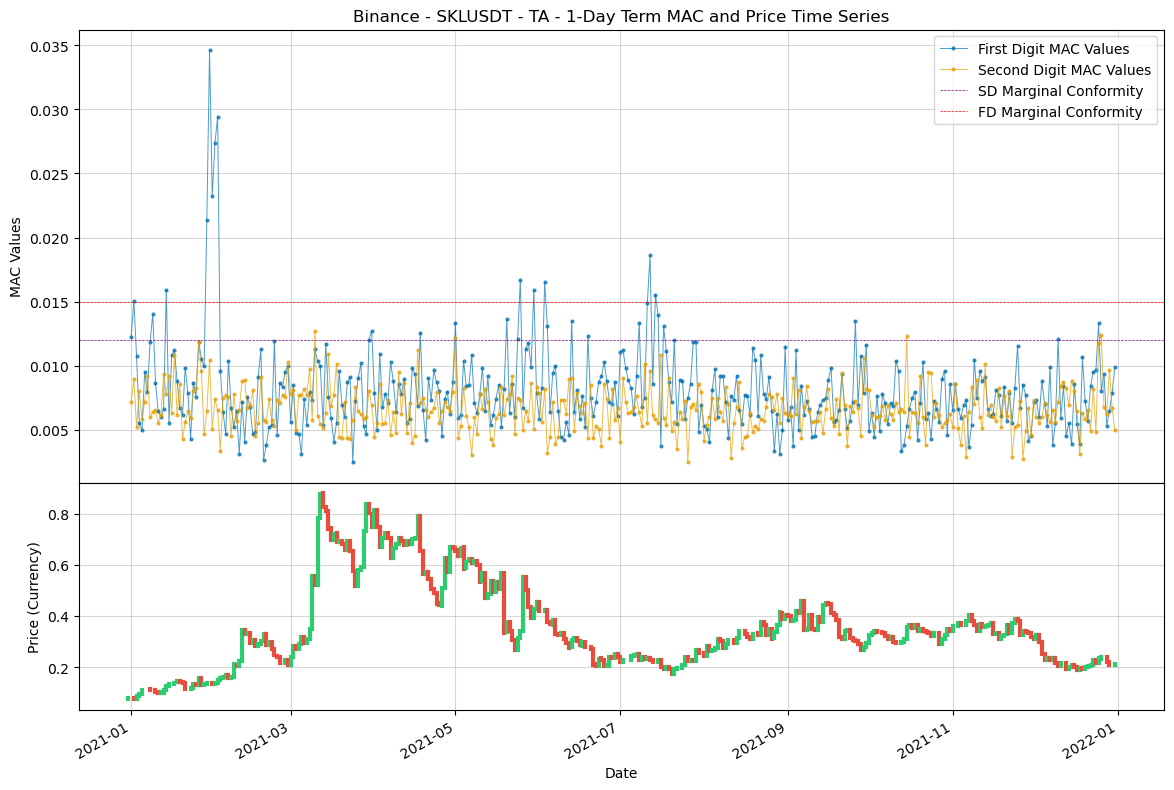 Binance - SKLUSDT - TA - 1-Day Term MAC and Price Time Series
First Digit MAC Values
Second Digit MAC Values
SD Marginal Conformity
FD Marginal Conformity
MAC Values
0.035
0.030
0.025
0.020
0.015
0.010
0.005
Price (Currency)
0.8
0.6
0.4
0.2
2021-01
2021-03
2021-05
2021-07
2021-09
2021-11
2022-01
Date